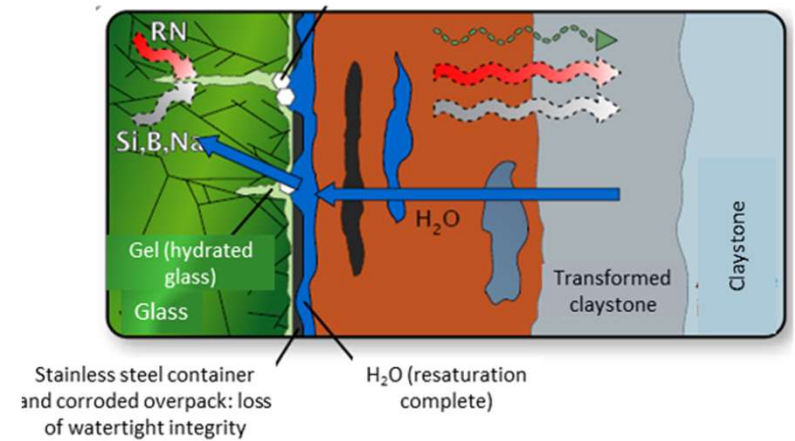 RN
Si,B,Na
H₂O
Gel (hydrated
glass)
Glass
Transformed
claystone
Claystone
Stainless steel container
and corroded overpack: loss
of watertight integrity
H₂O (resaturation
complete)